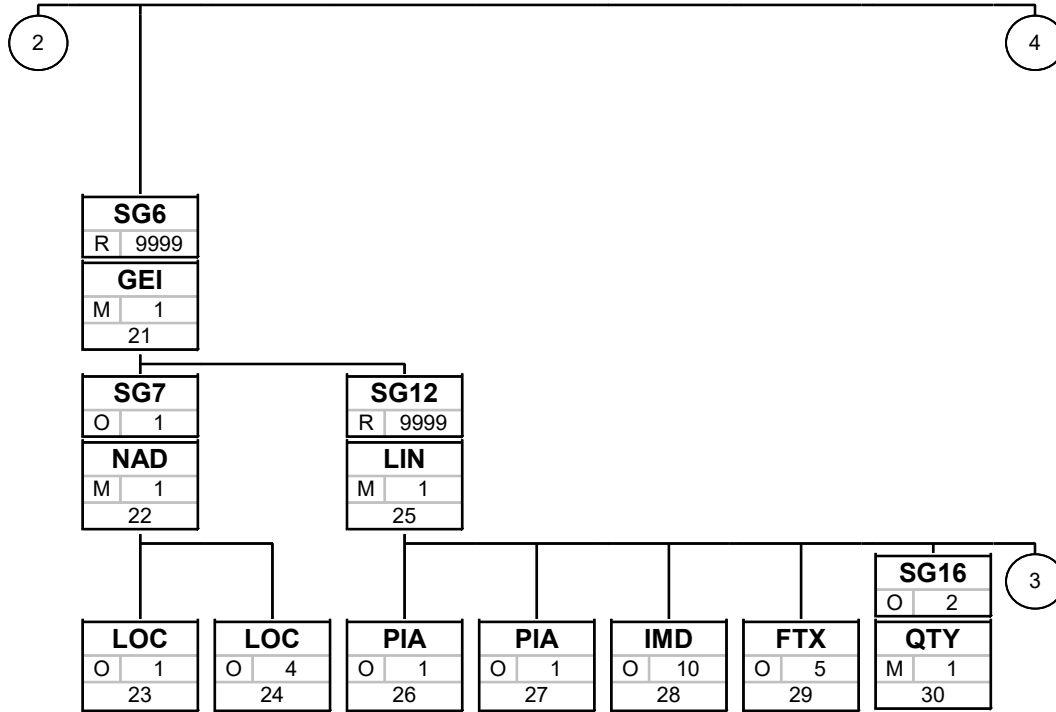 2
4
SG6
R 9999
GEI
M 1
21
SG7
O 1
NAD
M 1
22
SG12
R 9999
LIN
M 1
25
LOC
O 1
23
LOC
O 4
24
PIA
O 1
26
PIA
O 1
27
IMD
O 10
28
FTX
O 5
29
SG16
O 2
QTY
M 1
30
3